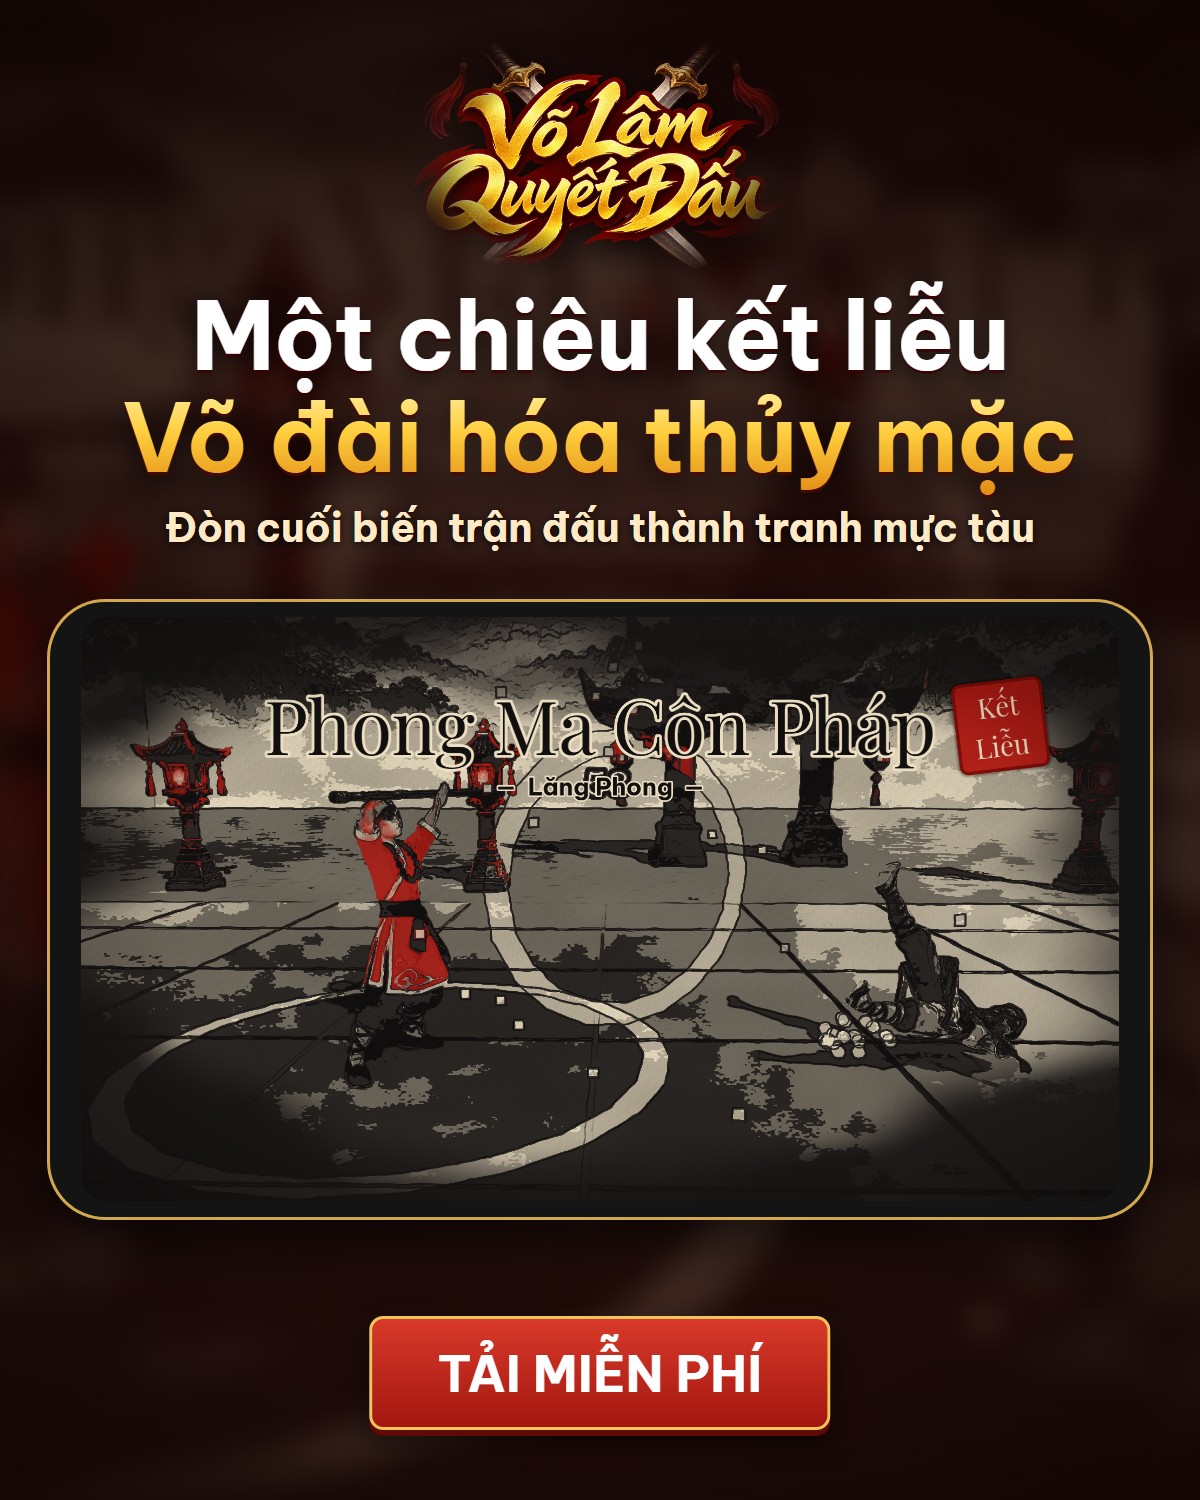 Võ Lâm
Quyết Đấu
Một chiêu kết liễu
Võ đài hóa thủy mặc
Đòn cuối biến trận đấu thành tranh mực tàu
Phong Ma Côn Pháp
Kết
Liễu
– Lăng Phong –
TẢI MIỄN PHÍ